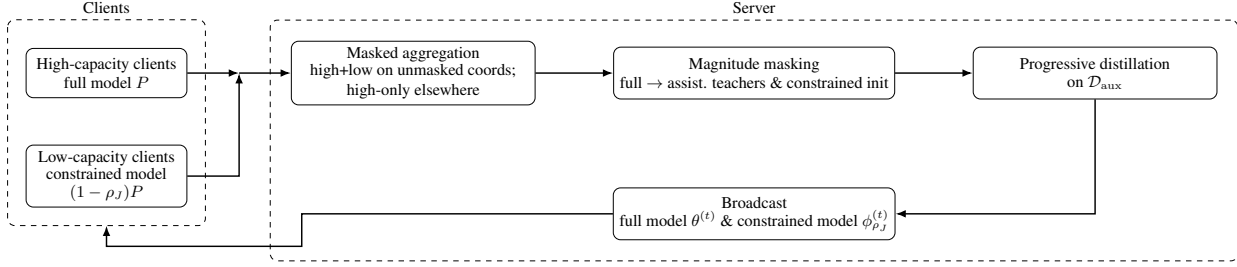 Clients
Server
High-capacity clients
full model P
Low-capacity clients
constrained model
(1 − ρ_J)P
Masked aggregation
high+low on unmasked coords;
high-only elsewhere
Magnitude masking
full → assist. teachers & constrained init
Progressive distillation
on 𝒟_aux
Broadcast
full model θ^(t) & constrained model ϕ_{ρ_J}^(t)